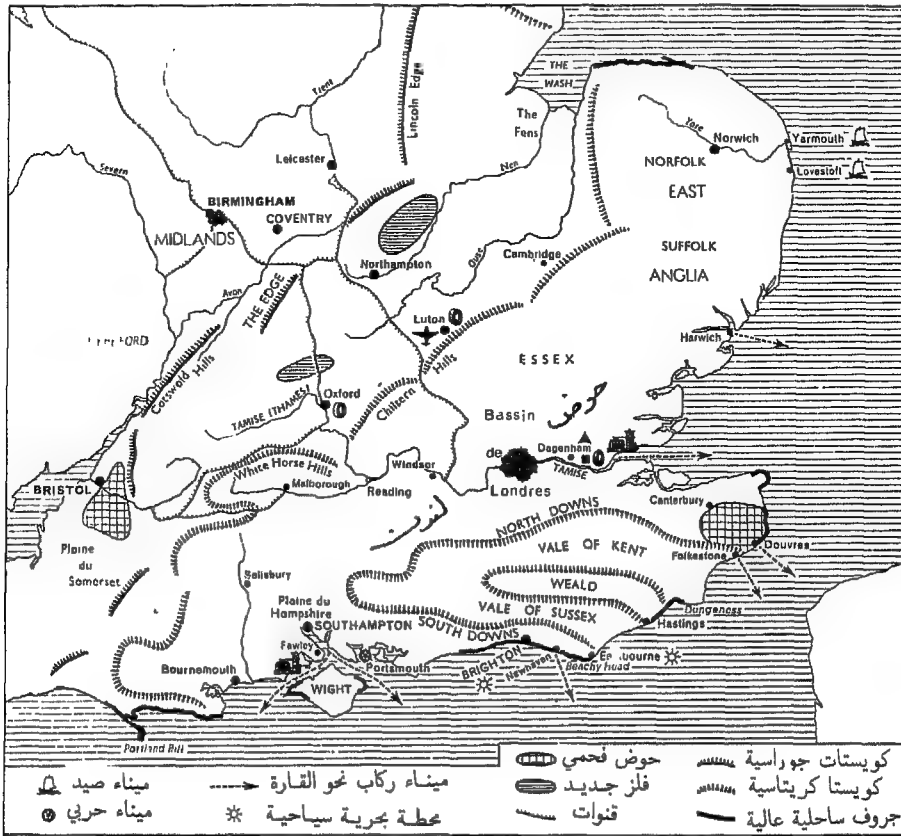 THE
WASH
Trent
Lincoln Edge
The
Fens
Yare
Norwich
Yarmouth
Lovestoft
Leicester
Nen
NORFOLK
EAST
Severn
BIRMINGHAM
COVENTRY
MIDLANDS
SUFFOLK
ANGLIA
Northampton
Ouse
Cambridge
Avon
THE EDGE
Luton
Harwich
Cotswold Hills
Chiltern Hills
ESSEX
حوض
Oxford
TAMISE (THAMES)
Bassin
de
Londres
Dagenham
TAMISE
White Horse Hills
Windsor
Malborough
Reading
BRISTOL
لندن
Canterbury
NORTH DOWNS
VALE OF KENT
Douvres
Folkestone
Plaine
du
Somerset
WEALD
Salisbury
VALE OF SUSSEX
Dungeness
Hastings
Plaine du
Hampshire
SOUTHAMPTON
SOUTH DOWNS
Fawley
Portsmouth
Bournemouth
BRIGHTON
Newhaven
Beachy Head
WIGHT
Portland Bill
كويستات جوراسية
حوض فحمي
ميناء ركاب نحو القارة
ميناء صيد
كويستا كريتاسية
فلز حديد
محطة بحرية سياحية
ميناء حربي
جروف ساحلية عالية
قنوات